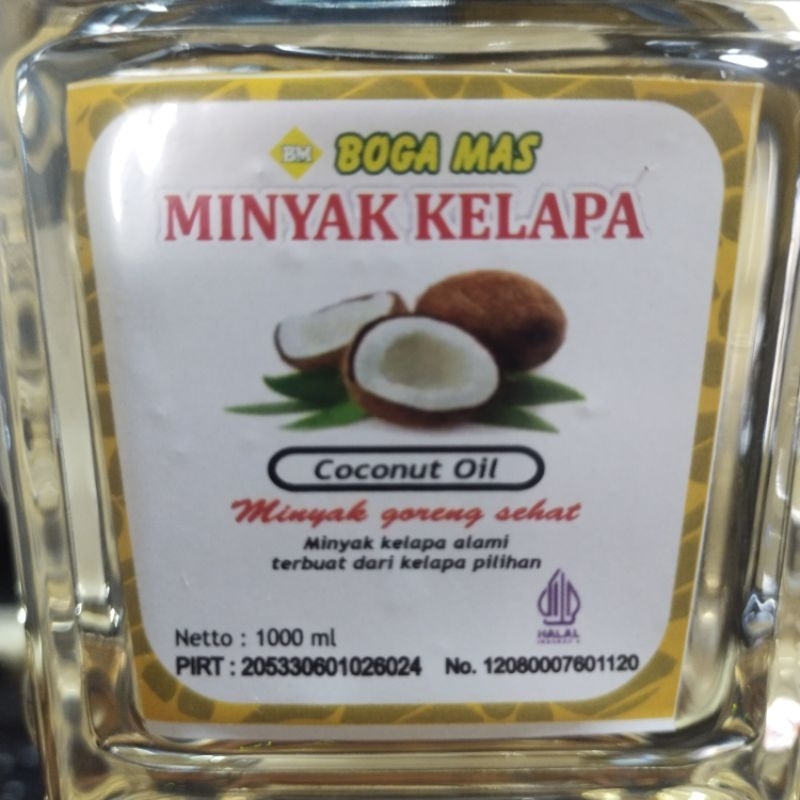 BM BOGA MAS
MINYAK KELAPA
Coconut Oil
Minyak goreng sehat
Minyak kelapa alami
terbuat dari kelapa pilihan
HALAL
INDONESIA
Netto : 1000 ml
PIRT : 205330601026024 No. 12080007601120